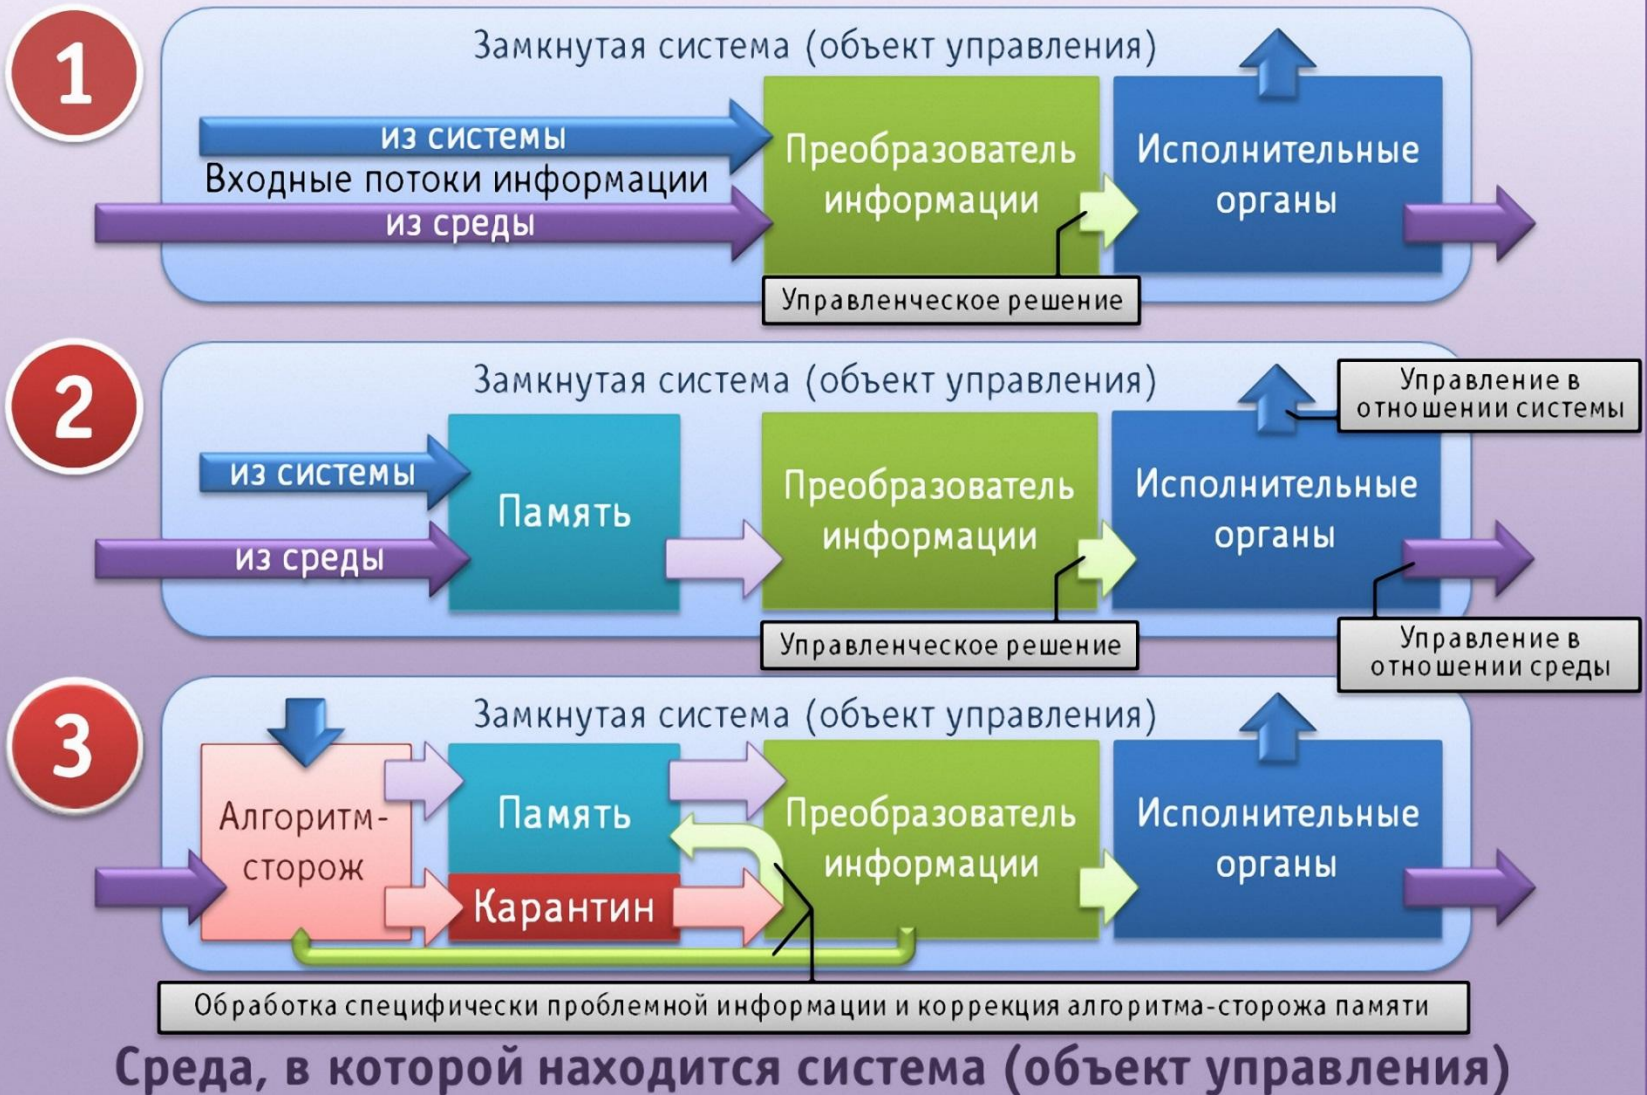 1
Замкнутая система (объект управления)
из системы
Входные потоки информации
из среды
Преобразователь
информации
Исполнительные
органы
Управленческое решение
2
Замкнутая система (объект управления)
Управление в
отношении системы
из системы
из среды
Память
Преобразователь
информации
Исполнительные
органы
Управленческое решение
Управление в
отношении среды
3
Замкнутая система (объект управления)
Алгоритм-
сторож
Память
Карантин
Преобразователь
информации
Исполнительные
органы
Обработка специфически проблемной информации и коррекция алгоритма-сторожа памяти
Среда, в которой находится система (объект управления)